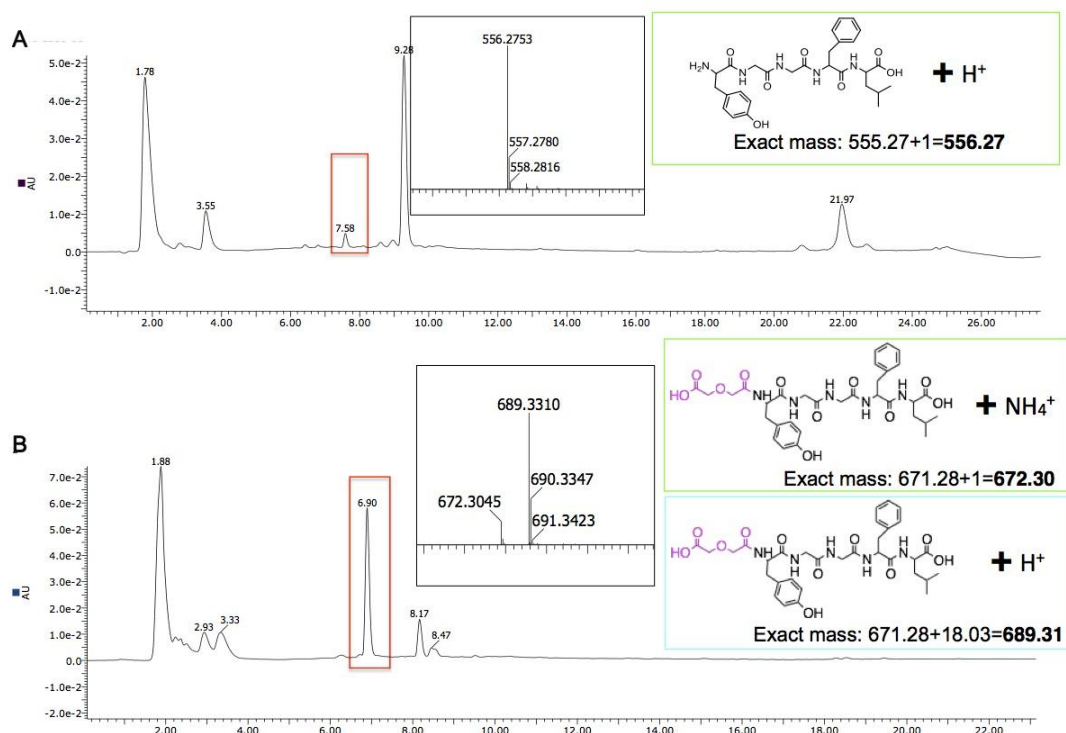 A
5.0e-2
4.0e-2
3.0e-2
2.0e-2
1.0e-2
0.0
-1.0e-2
AU
1.78
3.55
7.58
9.28
21.97
2.00
4.00
6.00
8.00
10.00
12.00
14.00
16.00
18.00
20.00
22.00
24.00
26.00
556.2753
557.2780
558.2816
H₂N
O
H
N
O
N
H
O
H
N
O
N
H
O
OH
OH
+ H⁺
Exact mass: 555.27+1=556.27
B
7.0e-2
6.0e-2
5.0e-2
4.0e-2
3.0e-2
2.0e-2
1.0e-2
0.0
-1.0e-2
-2.0e-2
AU
1.88
2.93
3.33
6.90
8.17
8.47
2.00
4.00
6.00
8.00
10.00
12.00
14.00
16.00
18.00
20.00
22.00
689.3310
672.3045
690.3347
691.3423
HO
O
O
O
NH
O
H
N
O
N
H
O
H
N
O
N
H
O
OH
OH
+ NH₄⁺
Exact mass: 671.28+1=672.30
HO
O
O
O
NH
O
H
N
O
N
H
O
H
N
O
N
H
O
OH
OH
+ H⁺
Exact mass: 671.28+18.03=689.31